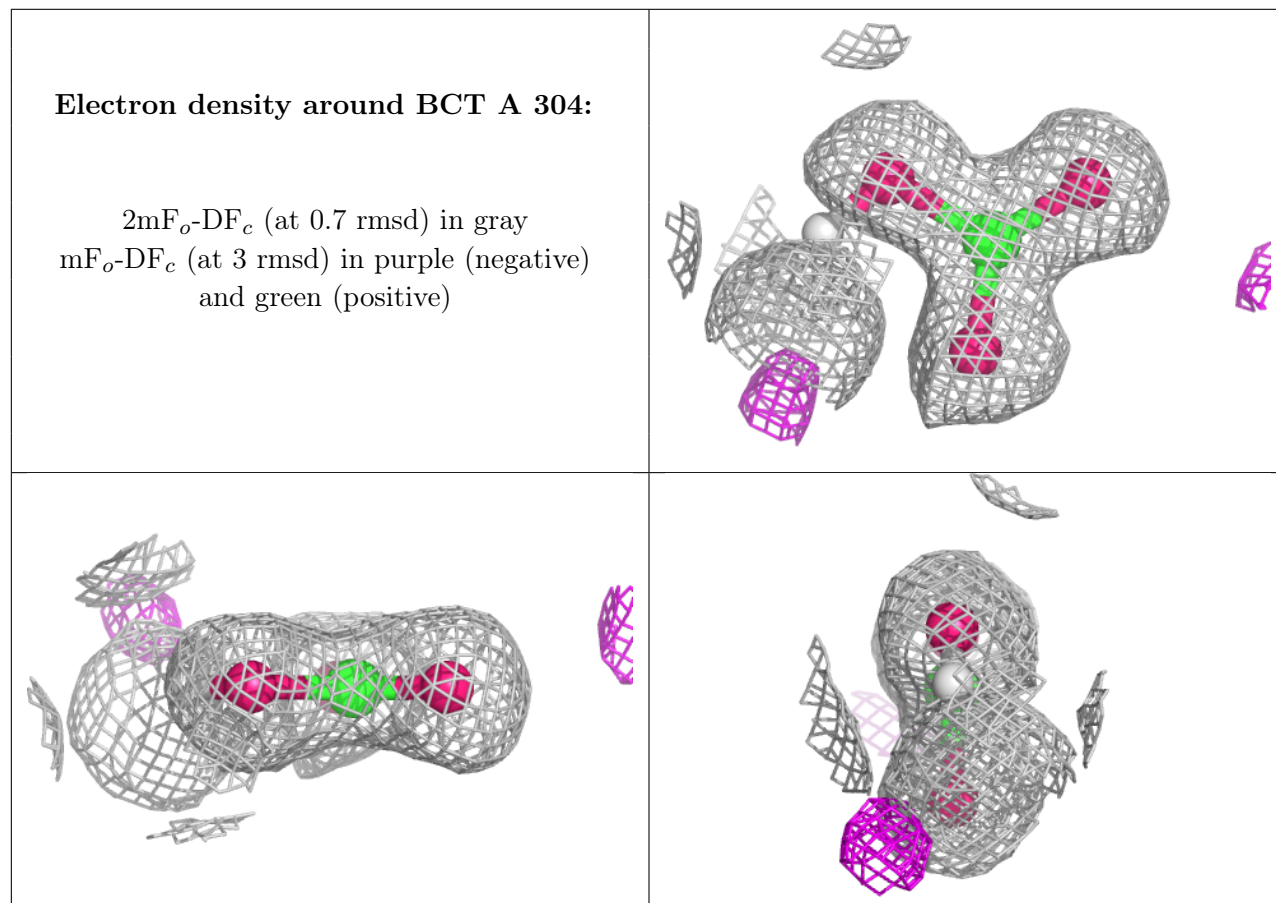 Electron density around BCT A 304:
2mFo-DFc (at 0.7 rmsd) in gray
mFo-DFc (at 3 rmsd) in purple (negative)
and green (positive)